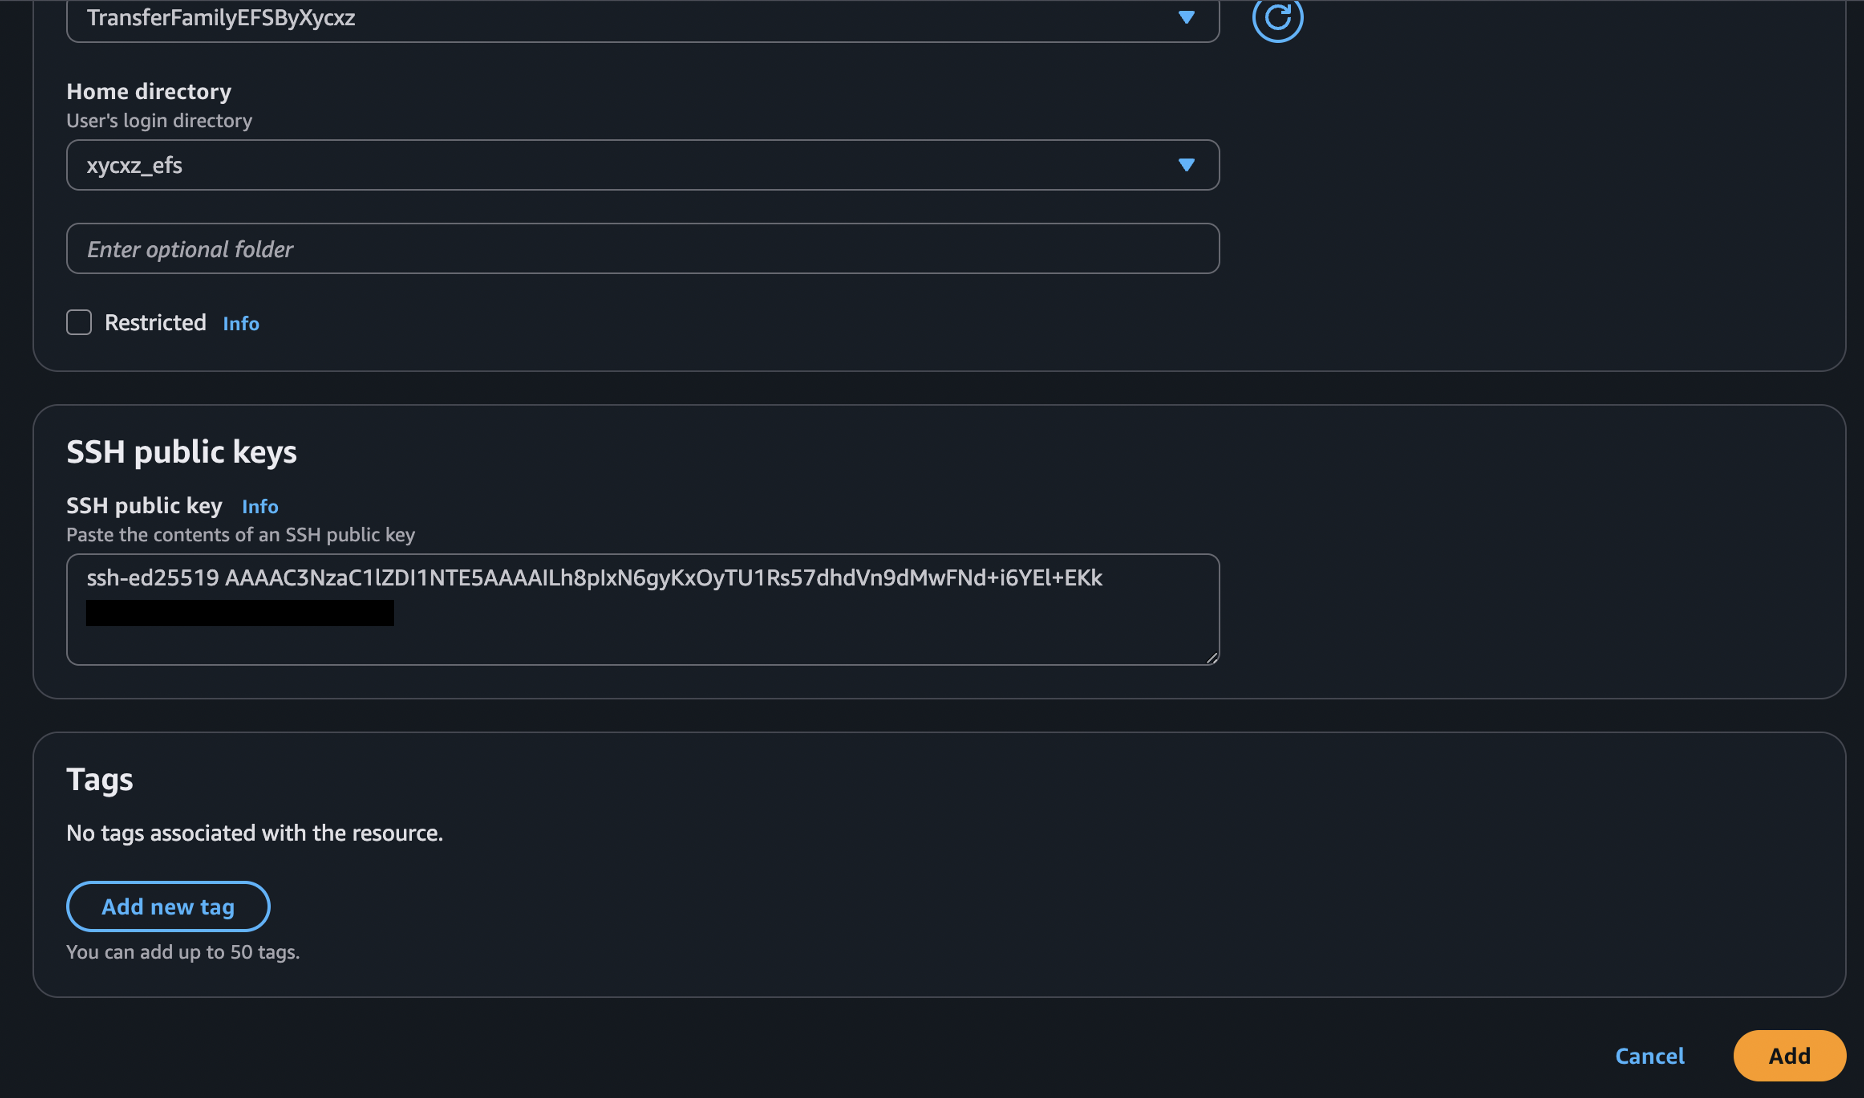 TransferFamilyEFSByXycxz
Home directory
User's login directory
xycxz_efs
Enter optional folder
Restricted Info
SSH public keys
SSH public key Info
Paste the contents of an SSH public key
ssh-ed25519 AAAAC3NzaC1lZDI1NTE5AAAAILh8pIxN6gyKxOyTU1Rs57dhdVn9dMwFNd+i6YEl+EKk
Tags
No tags associated with the resource.
Add new tag
You can add up to 50 tags.
Cancel Add